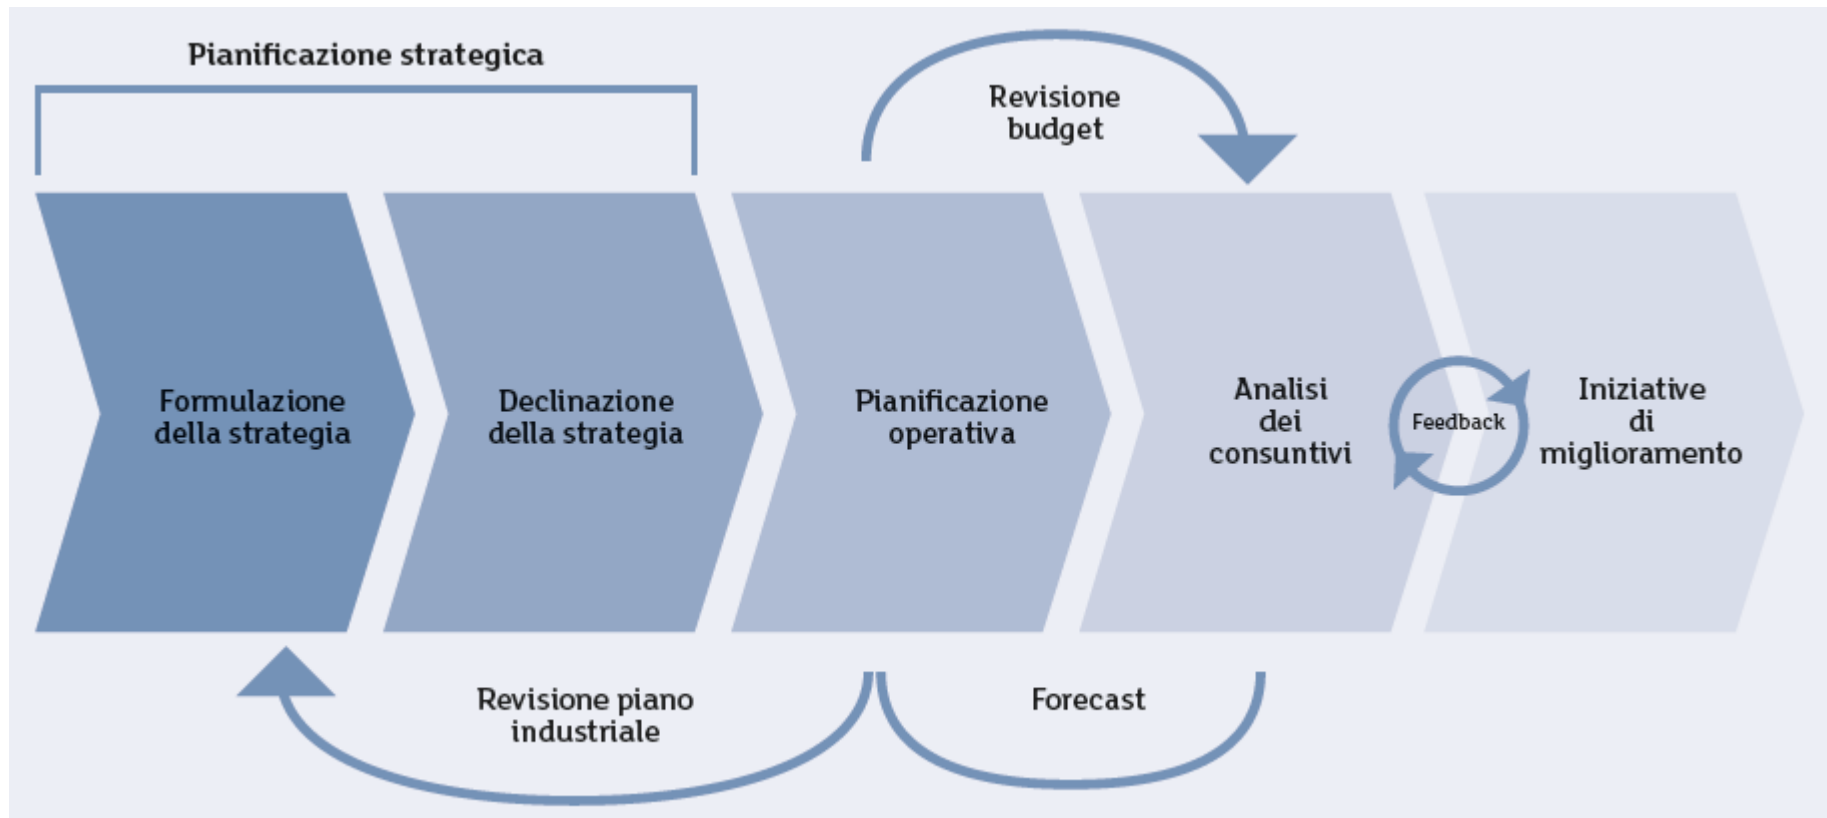 Pianificazione strategica
Revisione
budget
Formulazione
della strategia
Declinazione
della strategia
Pianificazione
operativa
Analisi
dei
consuntivi
Feedback
Iniziative
di
miglioramento
Revisione piano
industriale
Forecast